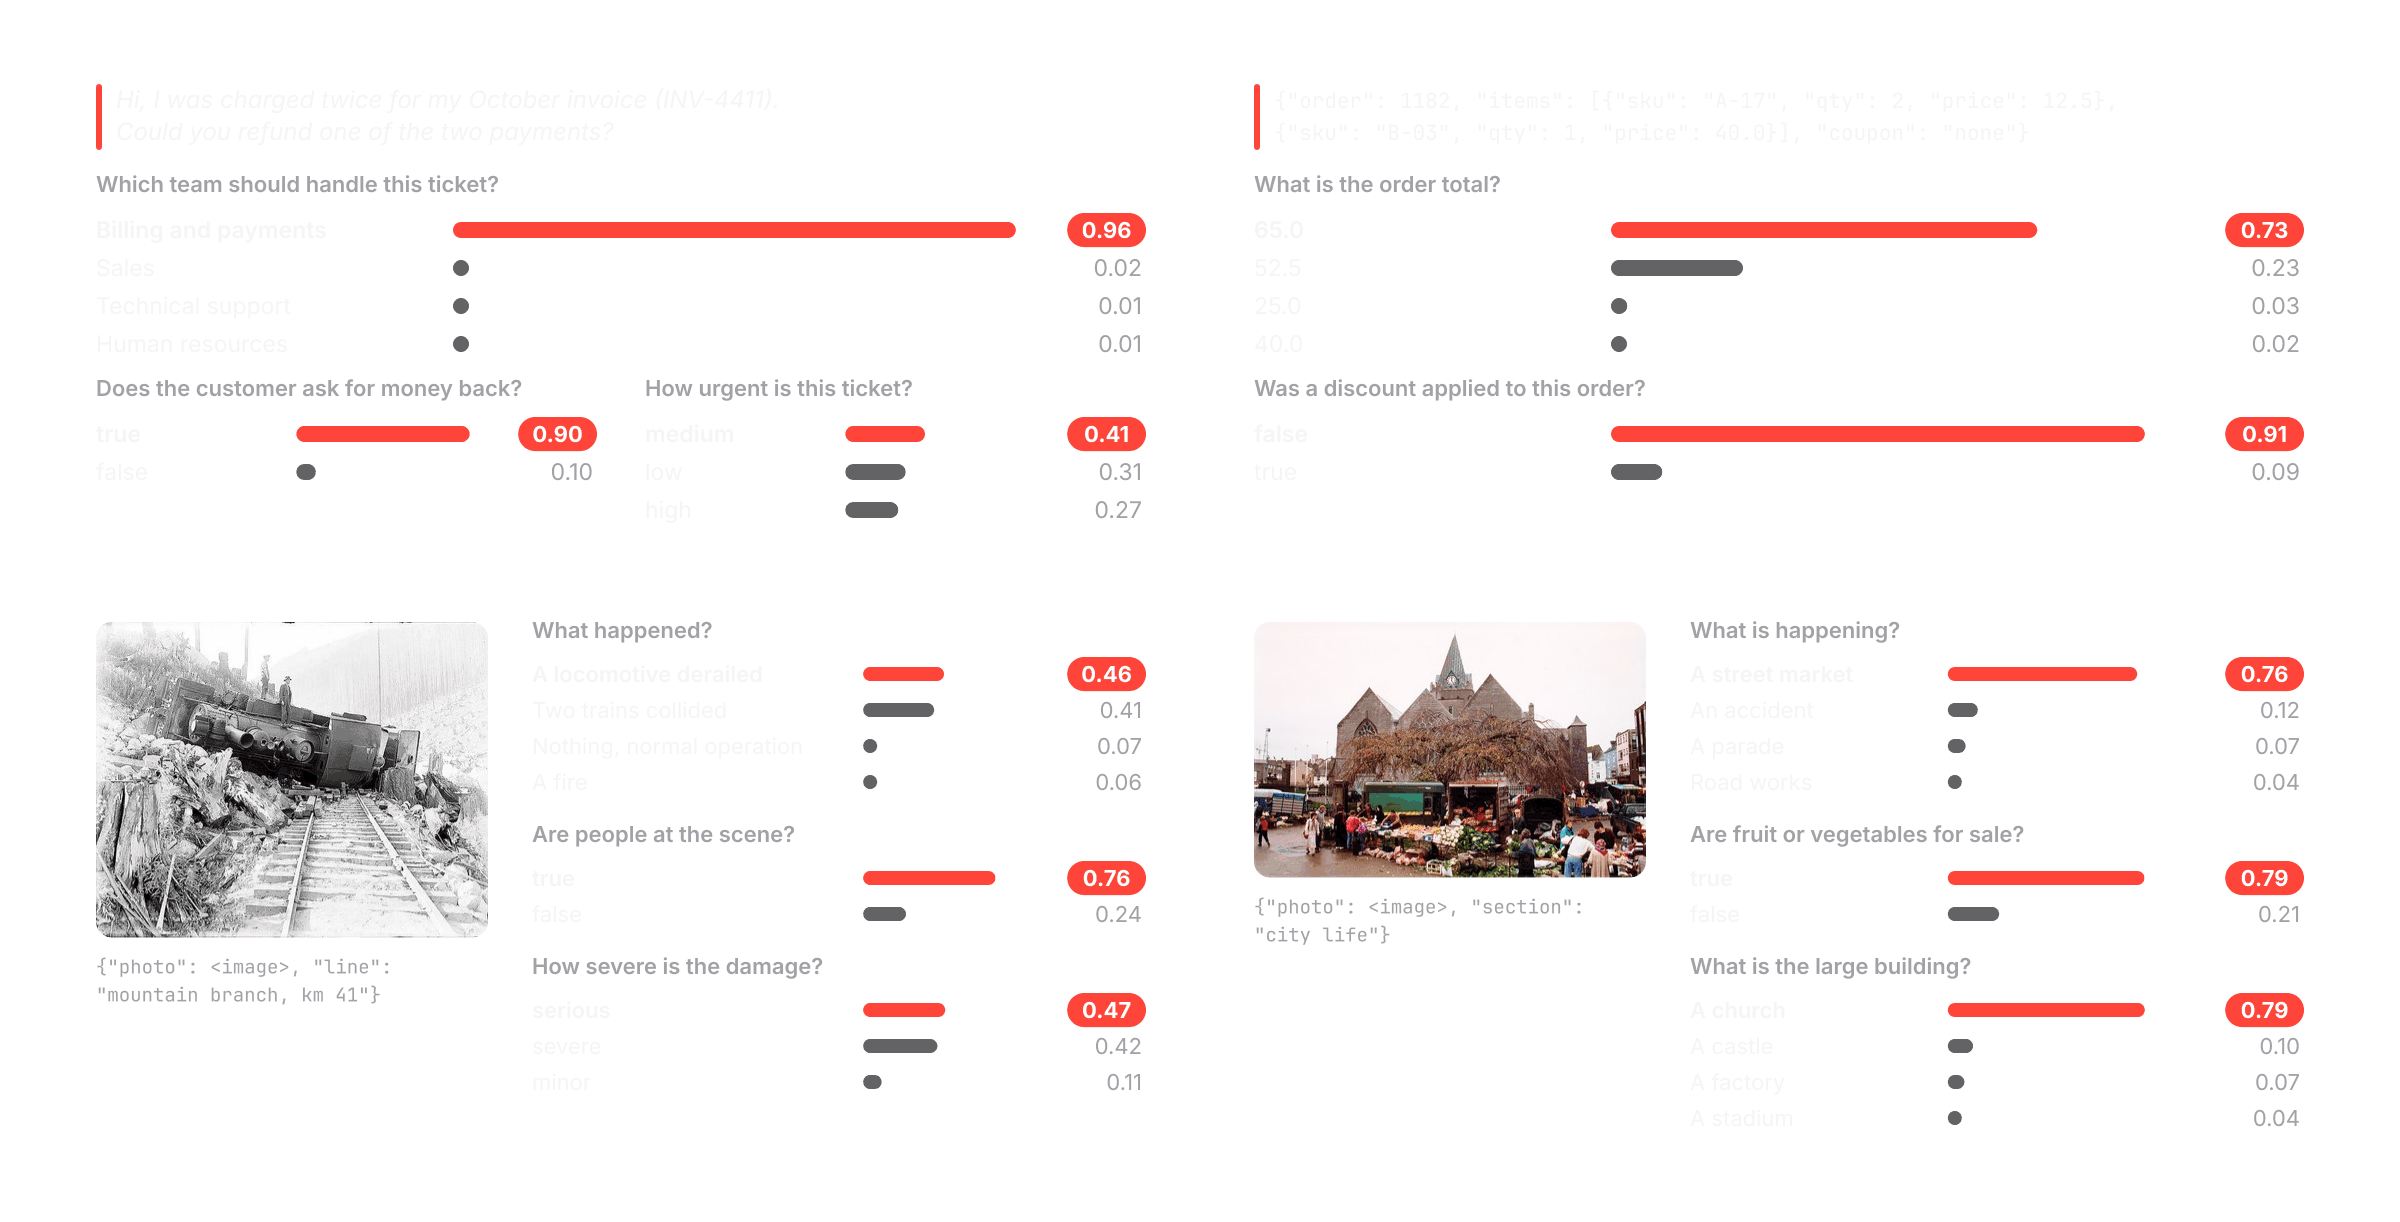 Hi, I was charged twice for my October invoice (INV-4411).
Could you refund one of the two payments?
Which team should handle this ticket?
Billing and payments 0.96
Sales 0.02
Technical support 0.01
Human resources 0.01
Does the customer ask for money back?
true 0.90
false 0.10
How urgent is this ticket?
medium 0.41
low 0.31
high 0.27
{"order": 1182, "items": [{"sku": "A-17", "qty": 2, "price": 12.5},
{"sku": "B-03", "qty": 1, "price": 40.0}], "coupon": "none"}
What is the order total?
65.0 0.73
52.5 0.23
25.0 0.03
40.0 0.02
Was a discount applied to this order?
false 0.91
true 0.09
{"photo": <image>, "line":
"mountain branch, km 41"}
What happened?
A locomotive derailed 0.46
Two trains collided 0.41
Nothing, normal operation 0.07
A fire 0.06
Are people at the scene?
true 0.76
false 0.24
How severe is the damage?
serious 0.47
severe 0.42
minor 0.11
{"photo": <image>, "section":
"city life"}
What is happening?
A street market 0.76
An accident 0.12
A parade 0.07
Road works 0.04
Are fruit or vegetables for sale?
true 0.79
false 0.21
What is the large building?
A church 0.79
A castle 0.10
A factory 0.07
A stadium 0.04